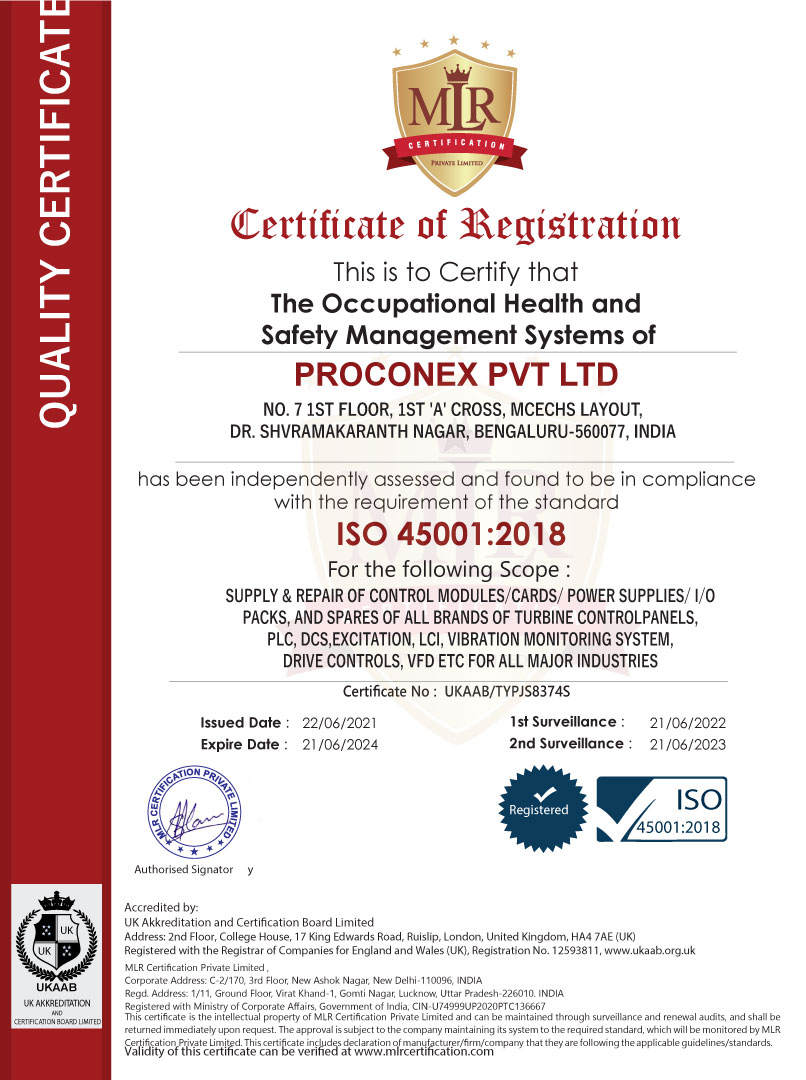 QUALITY CERTIFICATE
MLR
CERTIFICATION
PRIVATE LIMITED
Certificate of Registration
This is to Certify that
The Occupational Health and
Safety Management Systems of
PROCONEX PVT LTD
NO. 7 1ST FLOOR, 1ST 'A' CROSS, MCECHS LAYOUT,
DR. SHVRAMAKARANTH NAGAR, BENGALURU-560077, INDIA
has been independently assessed and found to be in compliance
with the requirement of the standard
ISO 45001:2018
For the following Scope :
SUPPLY & REPAIR OF CONTROL MODULES/CARDS/ POWER SUPPLIES/ I/O
PACKS, AND SPARES OF ALL BRANDS OF TURBINE CONTROLPANELS,
PLC, DCS,EXCITATION, LCI, VIBRATION MONITORING SYSTEM,
DRIVE CONTROLS, VFD ETC FOR ALL MAJOR INDUSTRIES
Certificate No : UKAAB/TYPJS8374S
Issued Date : 22/06/2021
1st Surveillance : 21/06/2022
Expire Date : 21/06/2024
2nd Surveillance : 21/06/2023
MLR CERTIFICATION PRIVATE LIMITED
Registered
ISO
45001:2018
Authorised Signator y
UK
UK
UKAAB
UK AKKREDITATION
AND
CERTIFICATION BOARD LIMITED
Accredited by:
UK Akkreditation and Certification Board Limited
Address: 2nd Floor, College House, 17 King Edwards Road, Ruislip, London, United Kingdom, HA4 7AE (UK)
Registered with the Registrar of Companies for England and Wales (UK), Registration No. 12593811, www.ukaab.org.uk
MLR Certification Private Limited ,
Corporate Address: C-2/170, 3rd Floor, New Ashok Nagar, New Delhi-110096, INDIA
Regd. Address: 1/11, Ground Floor, Virat Khand-1, Gomti Nagar, Lucknow, Uttar Pradesh-226010. INDIA
Registered with Ministry of Corporate Affairs, Government of India, CIN-U74999UP2020PTC136667
This certificate is the intellectual property of MLR Certification Private Limited and can be maintained through surveillance and renewal audits, and shall be
returned immediately upon request. The approval is subject to the company maintaining its system to the required standard, which will be monitored by MLR
Certification Private Limited. This certificate includes declaration of manufacturer/firm/company that they are following the applicable guidelines/standards.
Validity of this certificate can be verified at www.mlrcertification.com